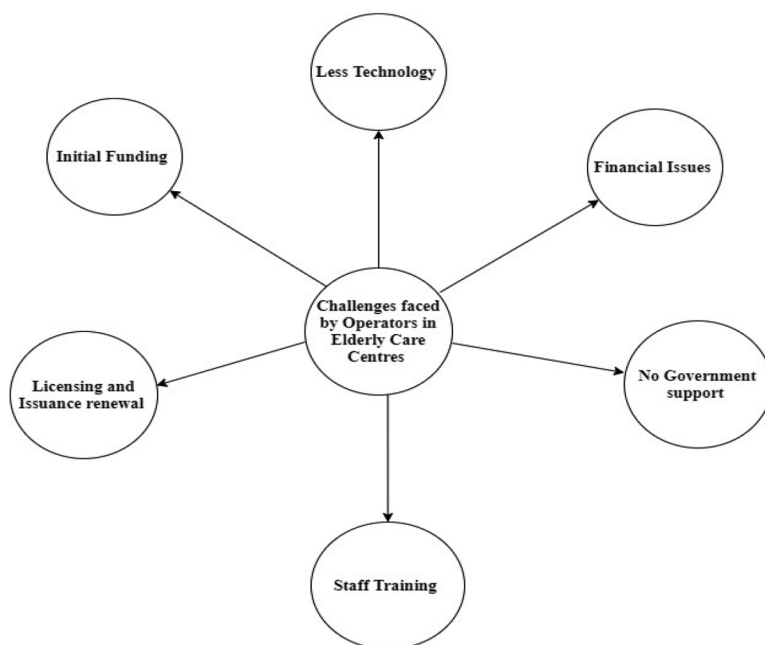 Less Technology
Initial Funding
Financial Issues
Challenges faced
by Operators in
Elderly Care
Centres
Licensing and
Issuance renewal
No Government
support
Staff Training